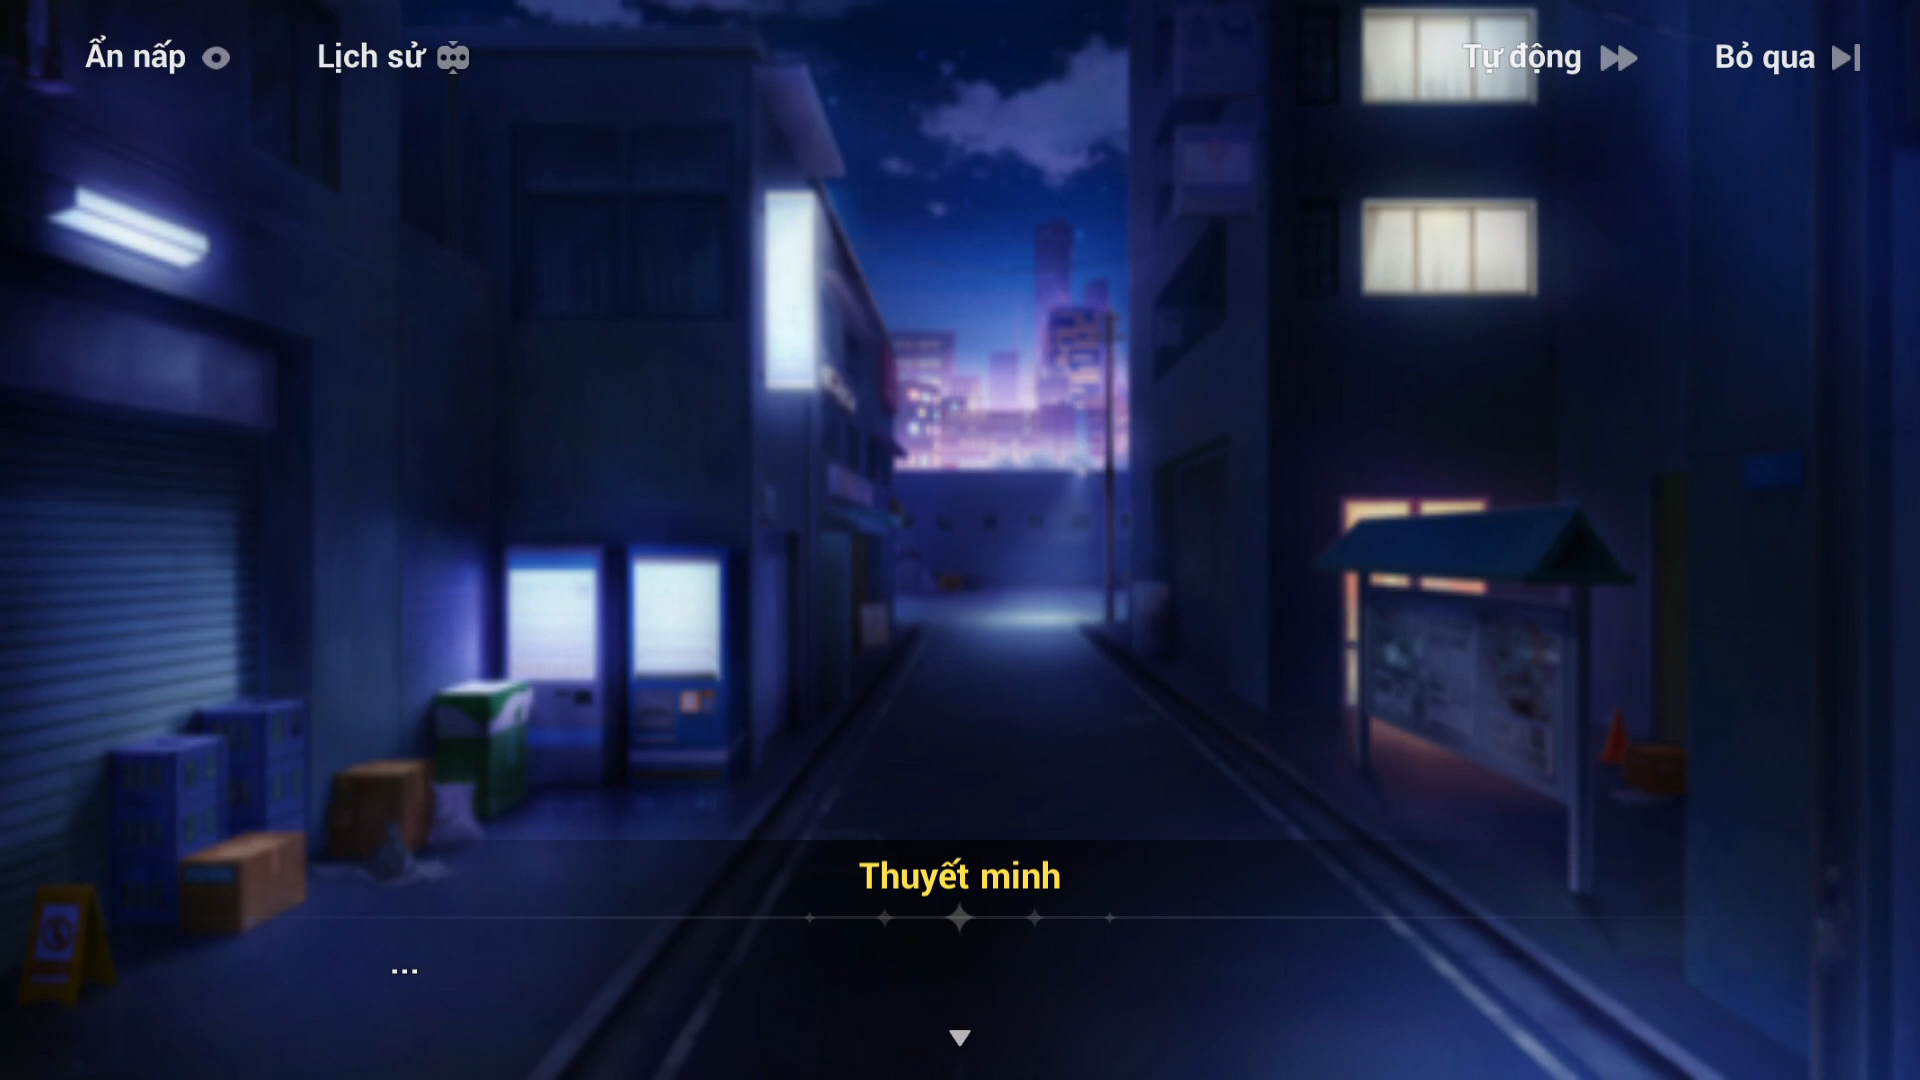 Ẩn nấp
Lịch sử
Tự động
Bỏ qua
Thuyết minh
...